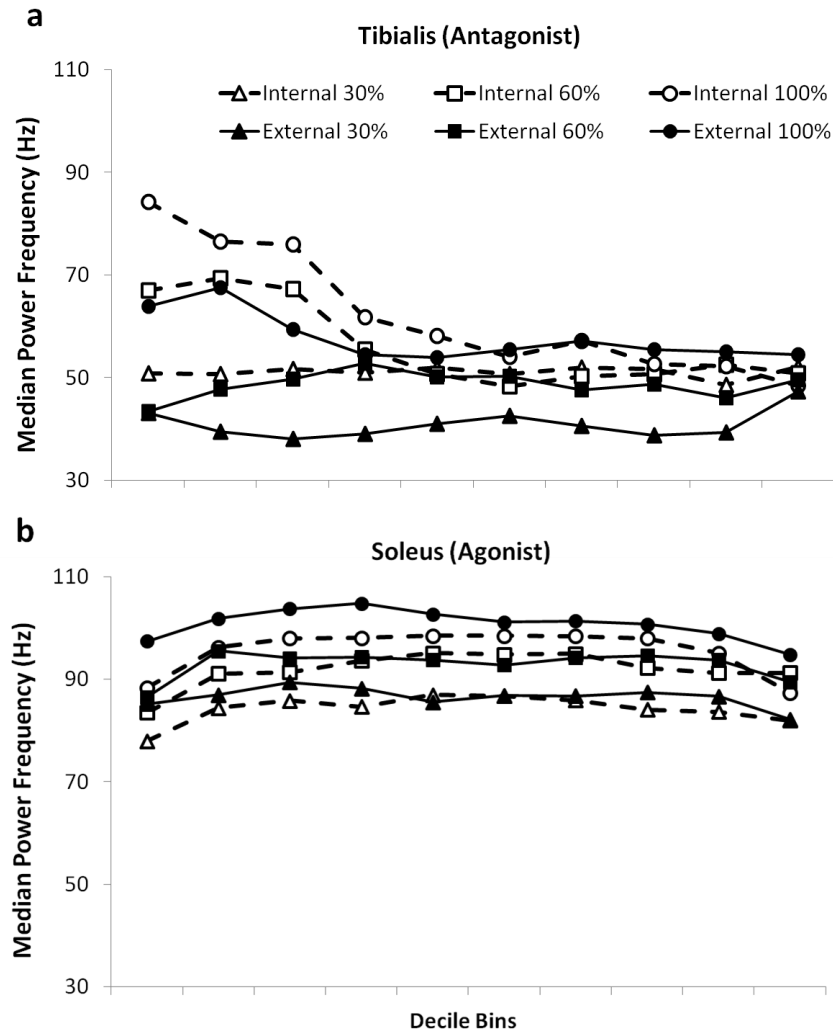 a
Tibialis (Antagonist)
110
Internal 30% Internal 60% Internal 100%
External 30% External 60% External 100%
90
70
50
30
Median Power Frequency (Hz)
b
Soleus (Agonist)
110
90
70
50
30
Median Power Frequency (Hz)
Decile Bins